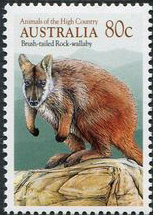 Animals of the High Country
AUSTRALIA 80c
Brush-tailed Rock-wallaby